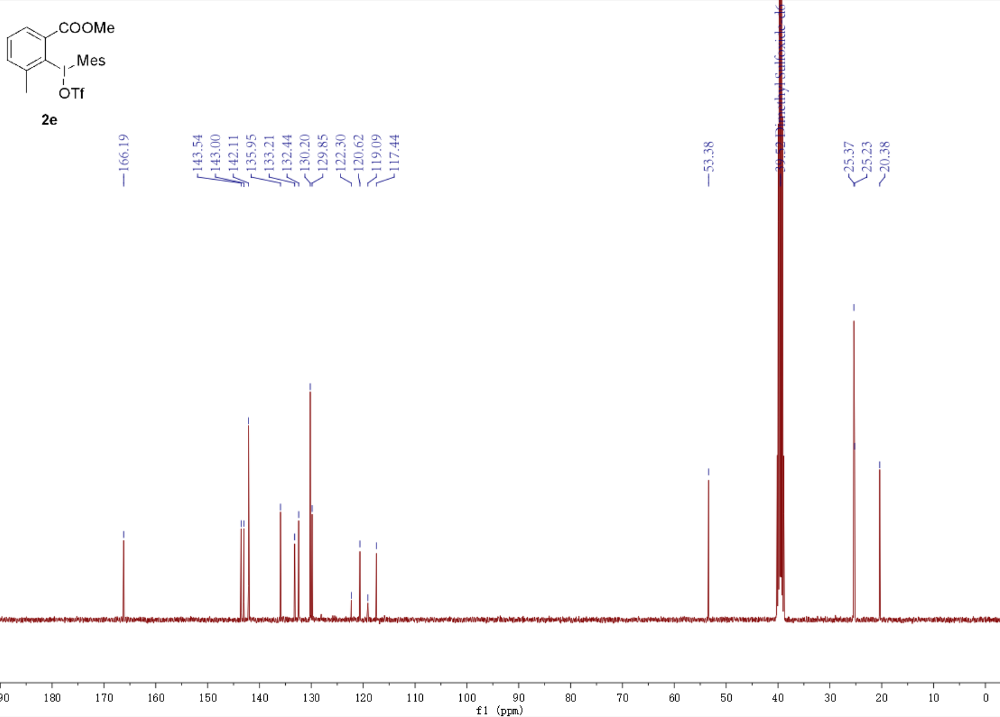 COOMe
Mes
I
OTf
2e
166.19
143.54
143.00
142.11
135.95
133.21
132.44
130.20
129.85
122.30
120.62
119.09
117.44
53.38
39.52 Dimethyl Sulfoxide-d6
25.37
25.23
20.38
90 180 170 160 150 140 130 120 110 100 90 80 70 60 50 40 30 20 10 0
f1 (ppm)